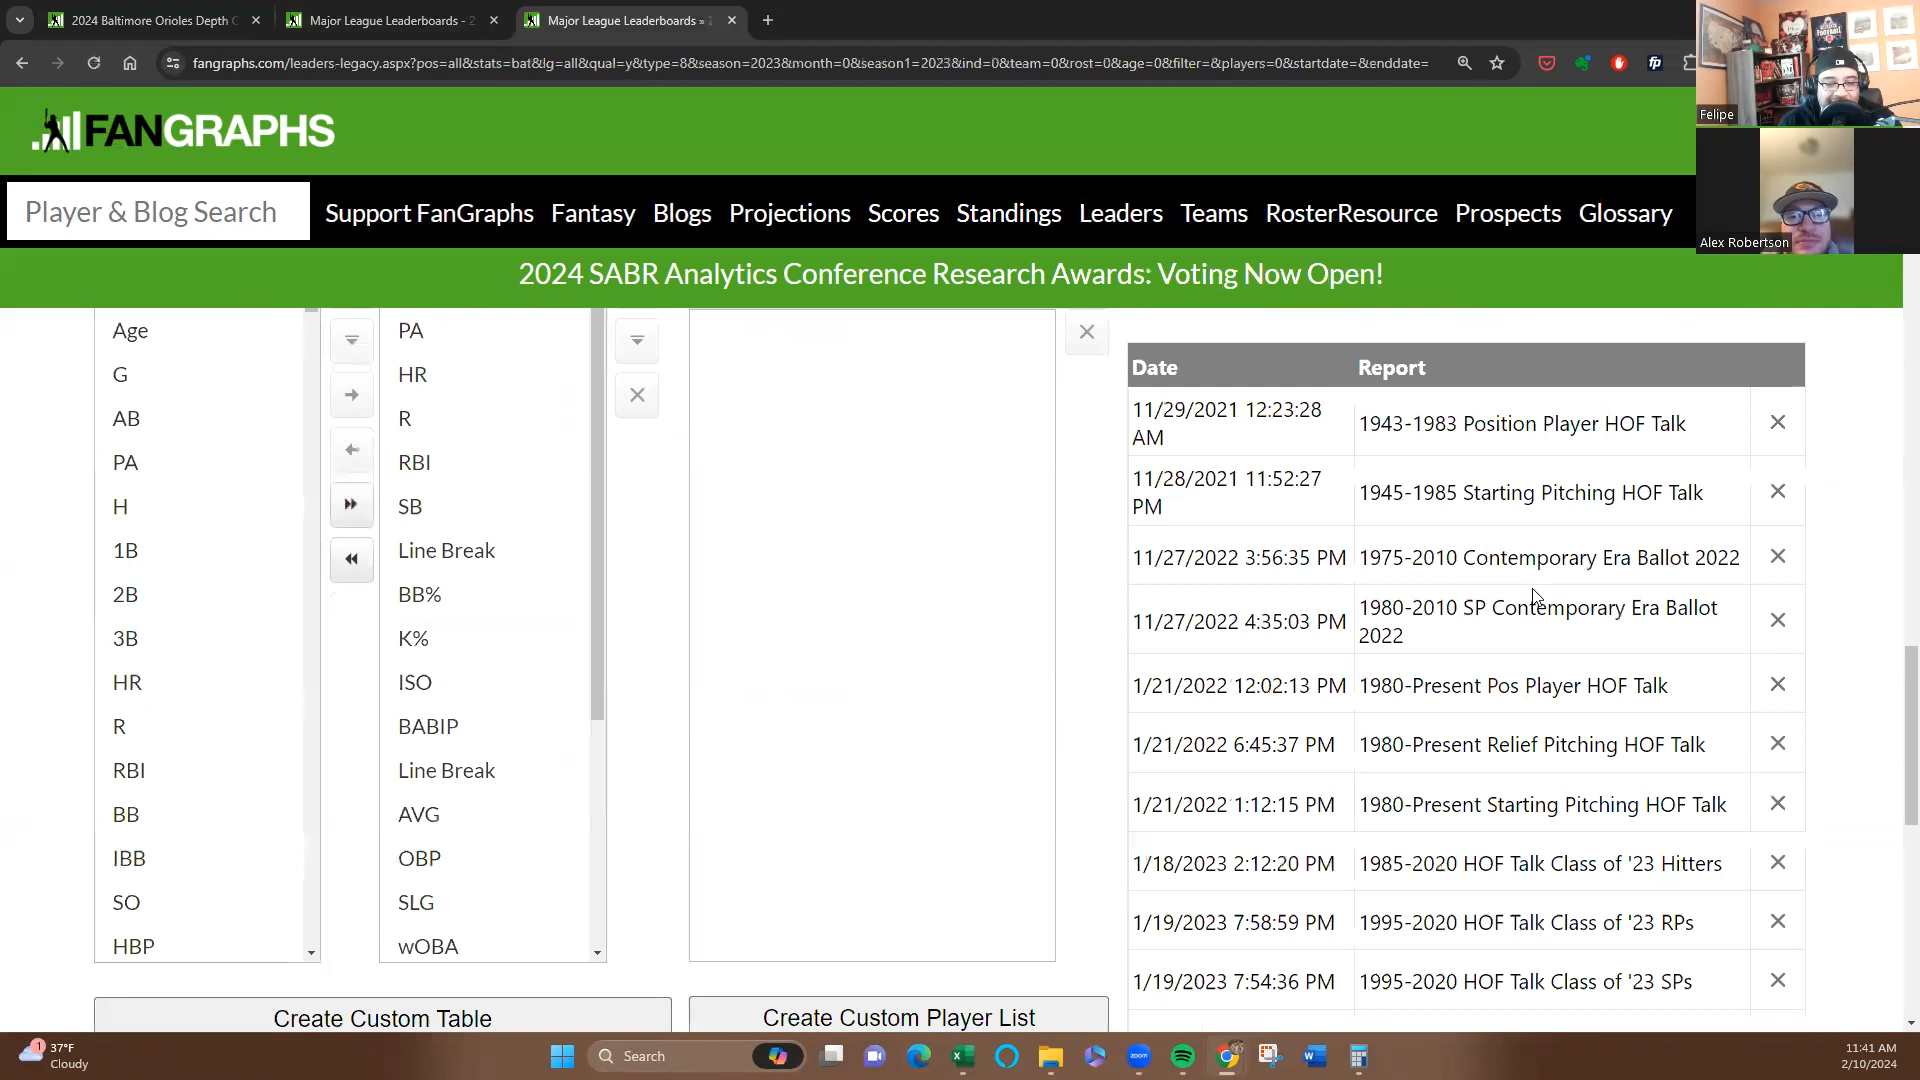 2024 Baltimore Orioles Depth C
Major League Leaderboards - 2
Major League Leaderboards » 2
fangraphs.com/leaders-legacy.aspx?pos=all&stats=bat&lg=all&qual=y&type=8&season=2023&month=0&season1=2023&ind=0&team=0&rost=0&age=0&filter=&players=0&startdate=&enddate=
Felipe
Alex Robertson
FANGRAPHS
Player & Blog Search
Support FanGraphs Fantasy Blogs Projections Scores Standings Leaders Teams RosterResource Prospects Glossary
2024 SABR Analytics Conference Research Awards: Voting Now Open!
Age
G
AB
PA
H
1B
2B
3B
HR
R
RBI
BB
IBB
SO
HBP
PA
HR
R
RBI
SB
Line Break
BB%
K%
ISO
BABIP
Line Break
AVG
OBP
SLG
wOBA
Create Custom Table
Create Custom Player List
Date Report
11/29/2021 12:23:28
AM
1943-1983 Position Player HOF Talk
11/28/2021 11:52:27
PM
1945-1985 Starting Pitching HOF Talk
11/27/2022 3:56:35 PM 1975-2010 Contemporary Era Ballot 2022
11/27/2022 4:35:03 PM 1980-2010 SP Contemporary Era Ballot
2022
1/21/2022 12:02:13 PM 1980-Present Pos Player HOF Talk
1/21/2022 6:45:37 PM 1980-Present Relief Pitching HOF Talk
1/21/2022 1:12:15 PM 1980-Present Starting Pitching HOF Talk
1/18/2023 2:12:20 PM 1985-2020 HOF Talk Class of '23 Hitters
1/19/2023 7:58:59 PM 1995-2020 HOF Talk Class of '23 RPs
1/19/2023 7:54:36 PM 1995-2020 HOF Talk Class of '23 SPs
1
37°F
Cloudy
Search
zoom
11:41 AM
2/10/2024